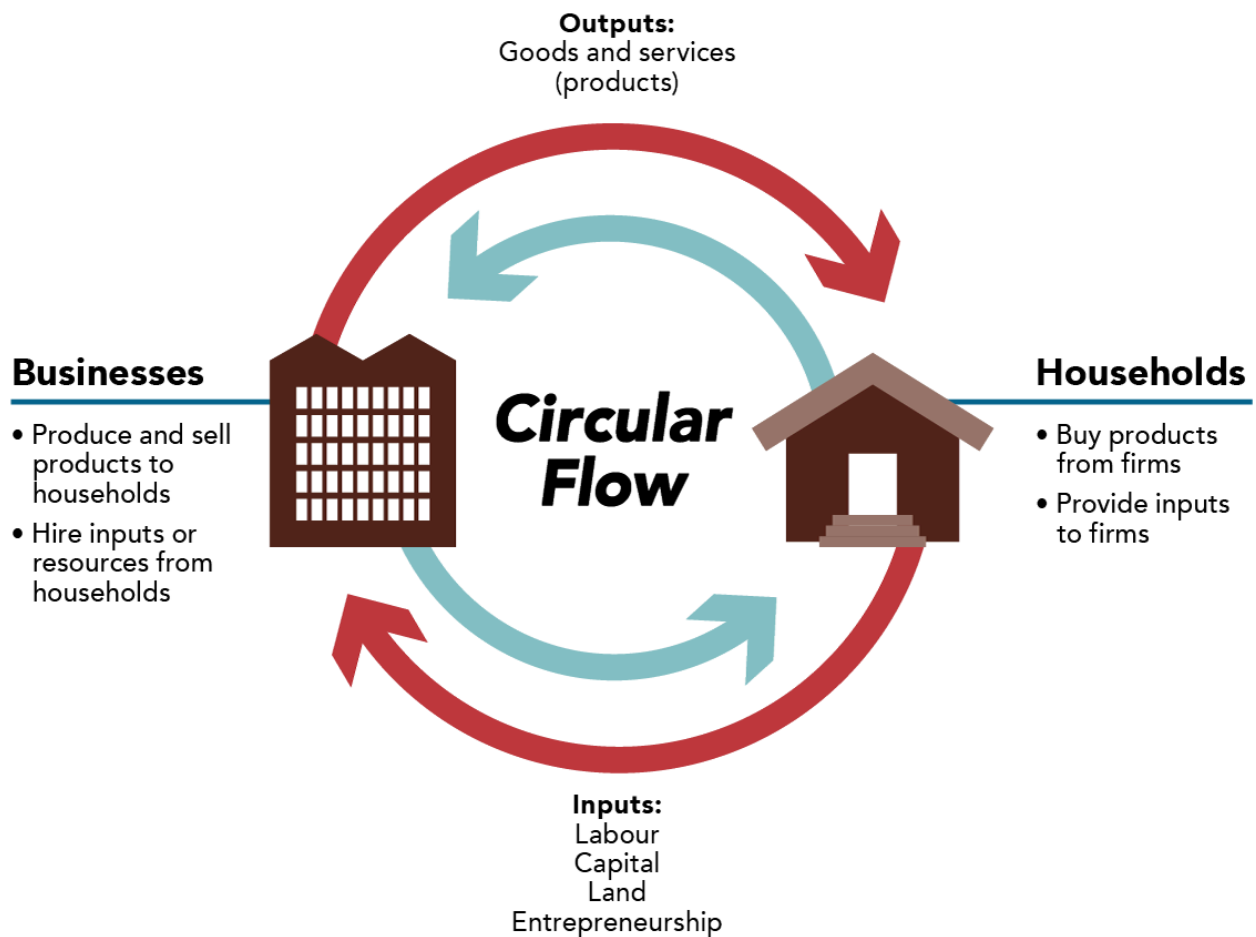 Outputs:
Goods and services
(products)
Businesses
• Produce and sell
products to
households
• Hire inputs or
resources from
households
Circular
Flow
Households
• Buy products
from firms
• Provide inputs
to firms
Inputs:
Labour
Capital
Land
Entrepreneurship